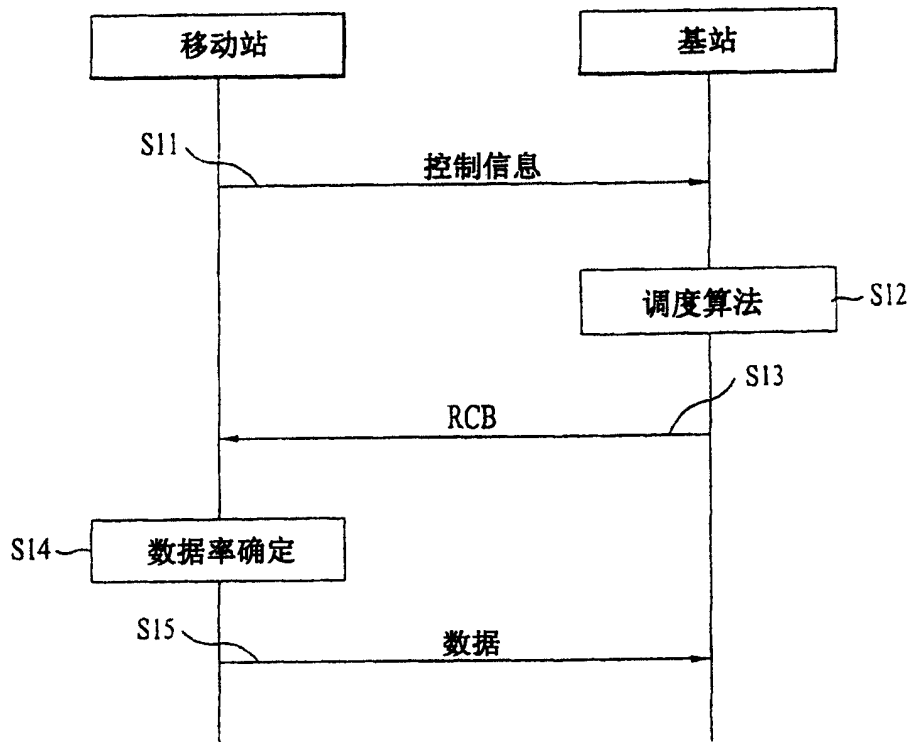 移动站
基站
S11
控制信息
调度算法
S12
S13
RCB
S14
数据率确定
S15
数据